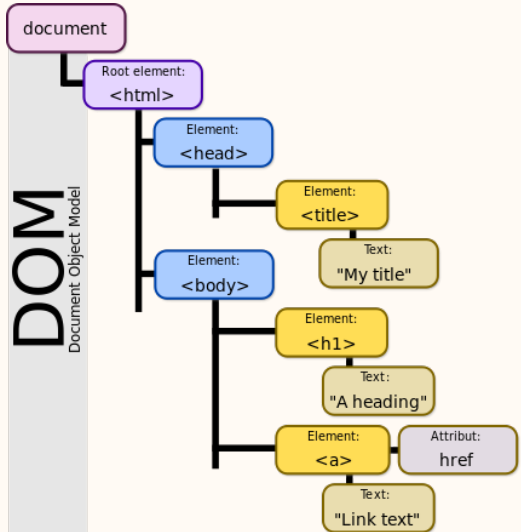 document
Root element:
<html>
Element:
<head>
Element:
<title>
Text:
"My title"
Element:
<body>
Element:
<h1>
Text:
"A heading"
Element:
<a>
Attribut:
href
Text:
"Link text"
DOM
Document Object Model